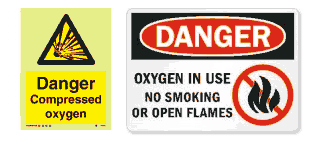 Danger
Compressed
oxygen
DANGER
OXYGEN IN USE
NO SMOKING
OR OPEN FLAMES